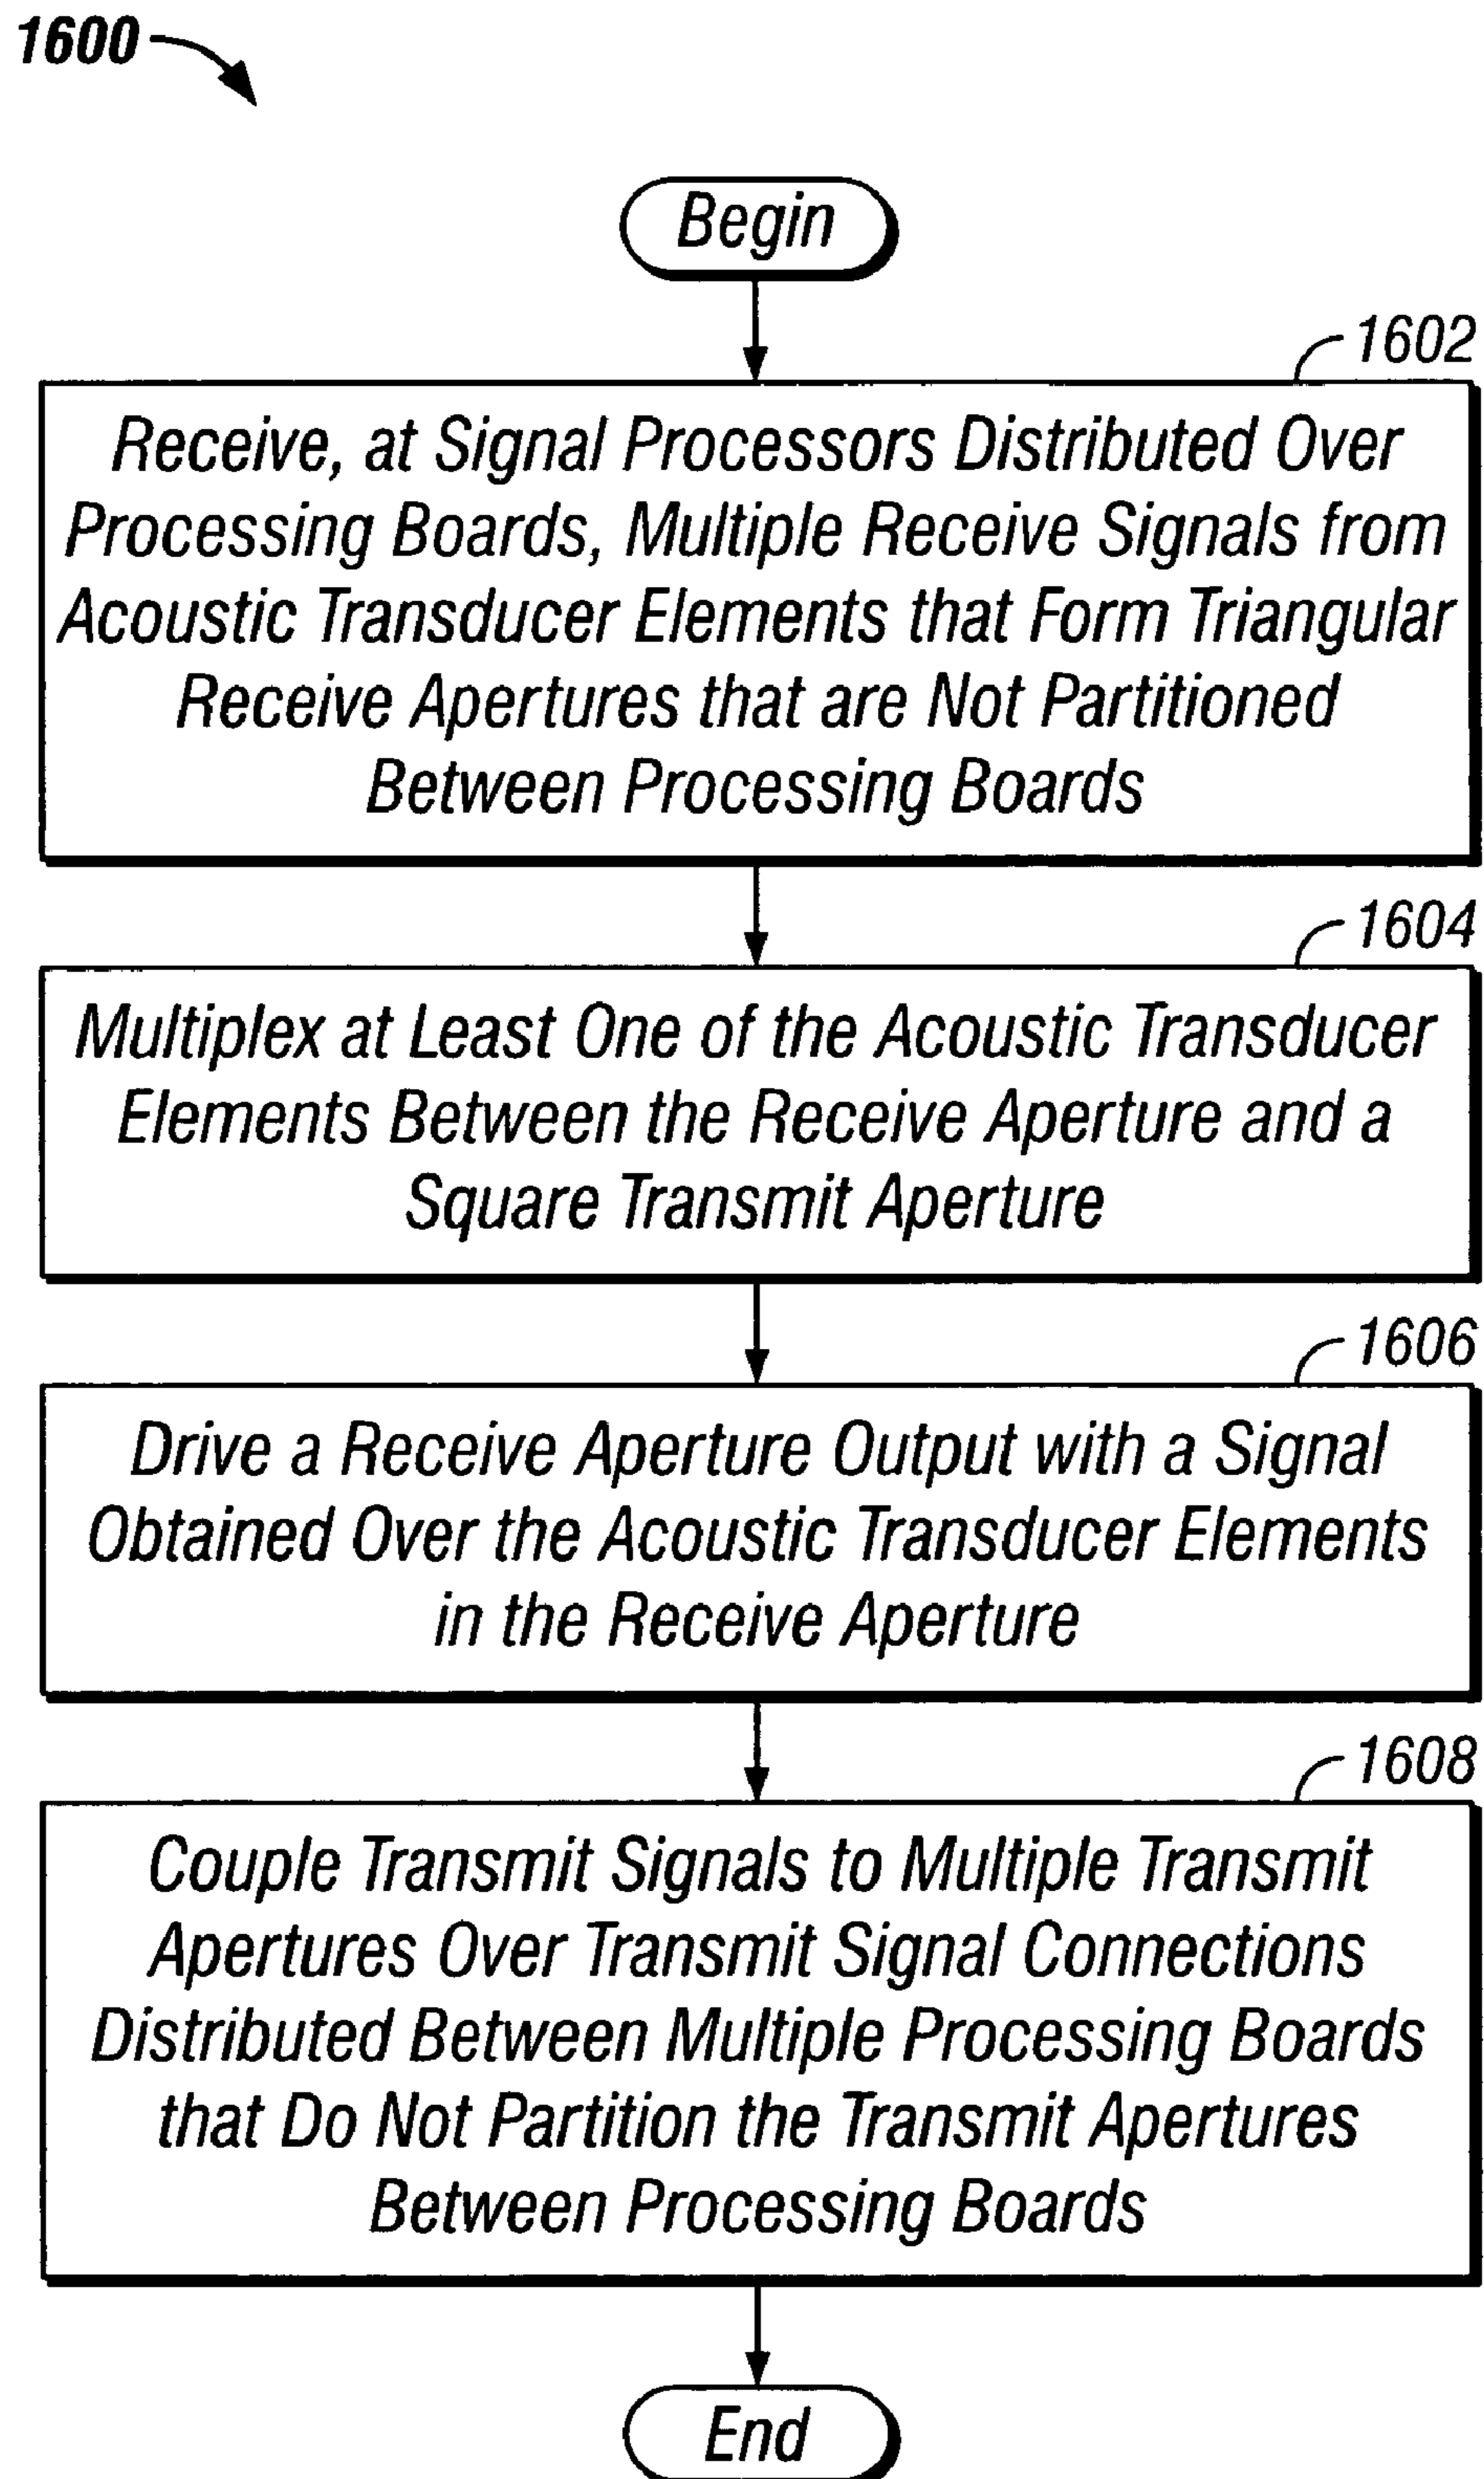 1600
Begin
1602
Receive, at Signal Processors Distributed Over
Processing Boards, Multiple Receive Signals from
Acoustic Transducer Elements that Form Triangular
Receive Apertures that are Not Partitioned
Between Processing Boards
1604
Multiplex at Least One of the Acoustic Transducer
Elements Between the Receive Aperture and a
Square Transmit Aperture
1606
Drive a Receive Aperture Output with a Signal
Obtained Over the Acoustic Transducer Elements
in the Receive Aperture
1608
Couple Transmit Signals to Multiple Transmit
Apertures Over Transmit Signal Connections
Distributed Between Multiple Processing Boards
that Do Not Partition the Transmit Apertures
Between Processing Boards
End